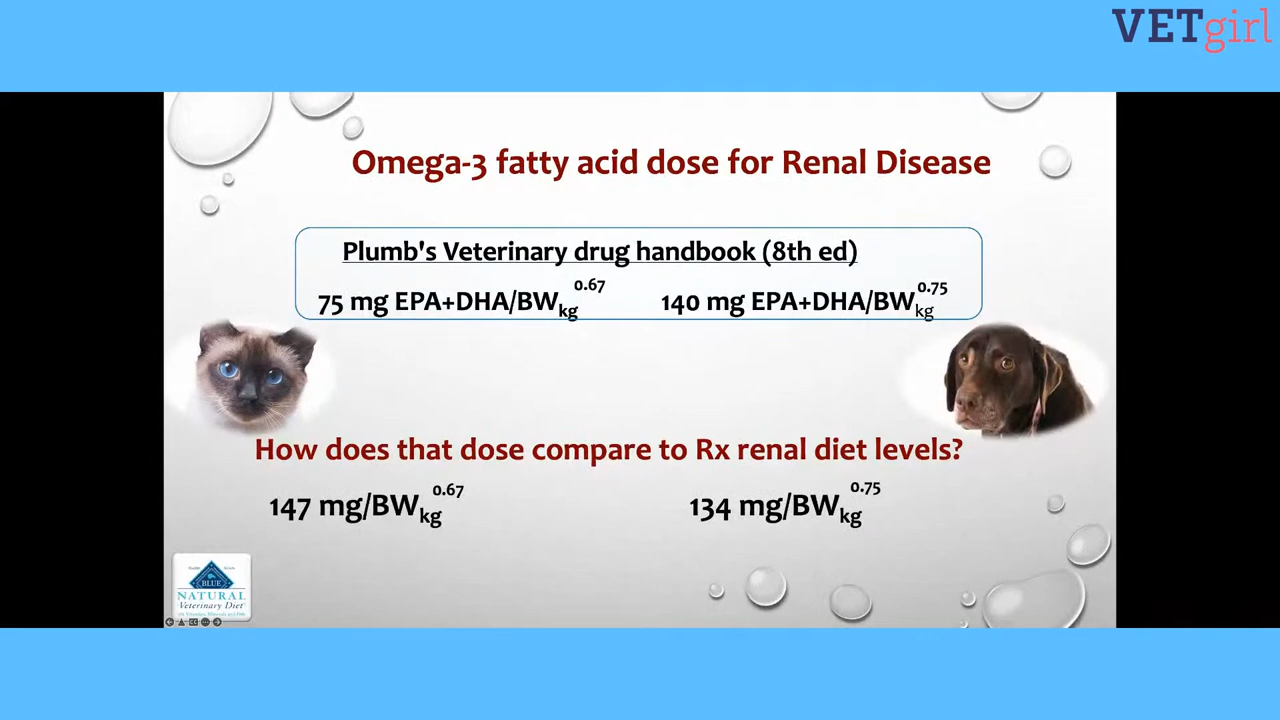 VETgirl
Omega-3 fatty acid dose for Renal Disease
Plumb's Veterinary drug handbook (8th ed)
75 mg EPA+DHA/BWkg0.67 140 mg EPA+DHA/BWkg0.75
How does that dose compare to Rx renal diet levels?
147 mg/BWkg0.67 134 mg/BWkg0.75
BLUE
NATURAL
Veterinary Diet